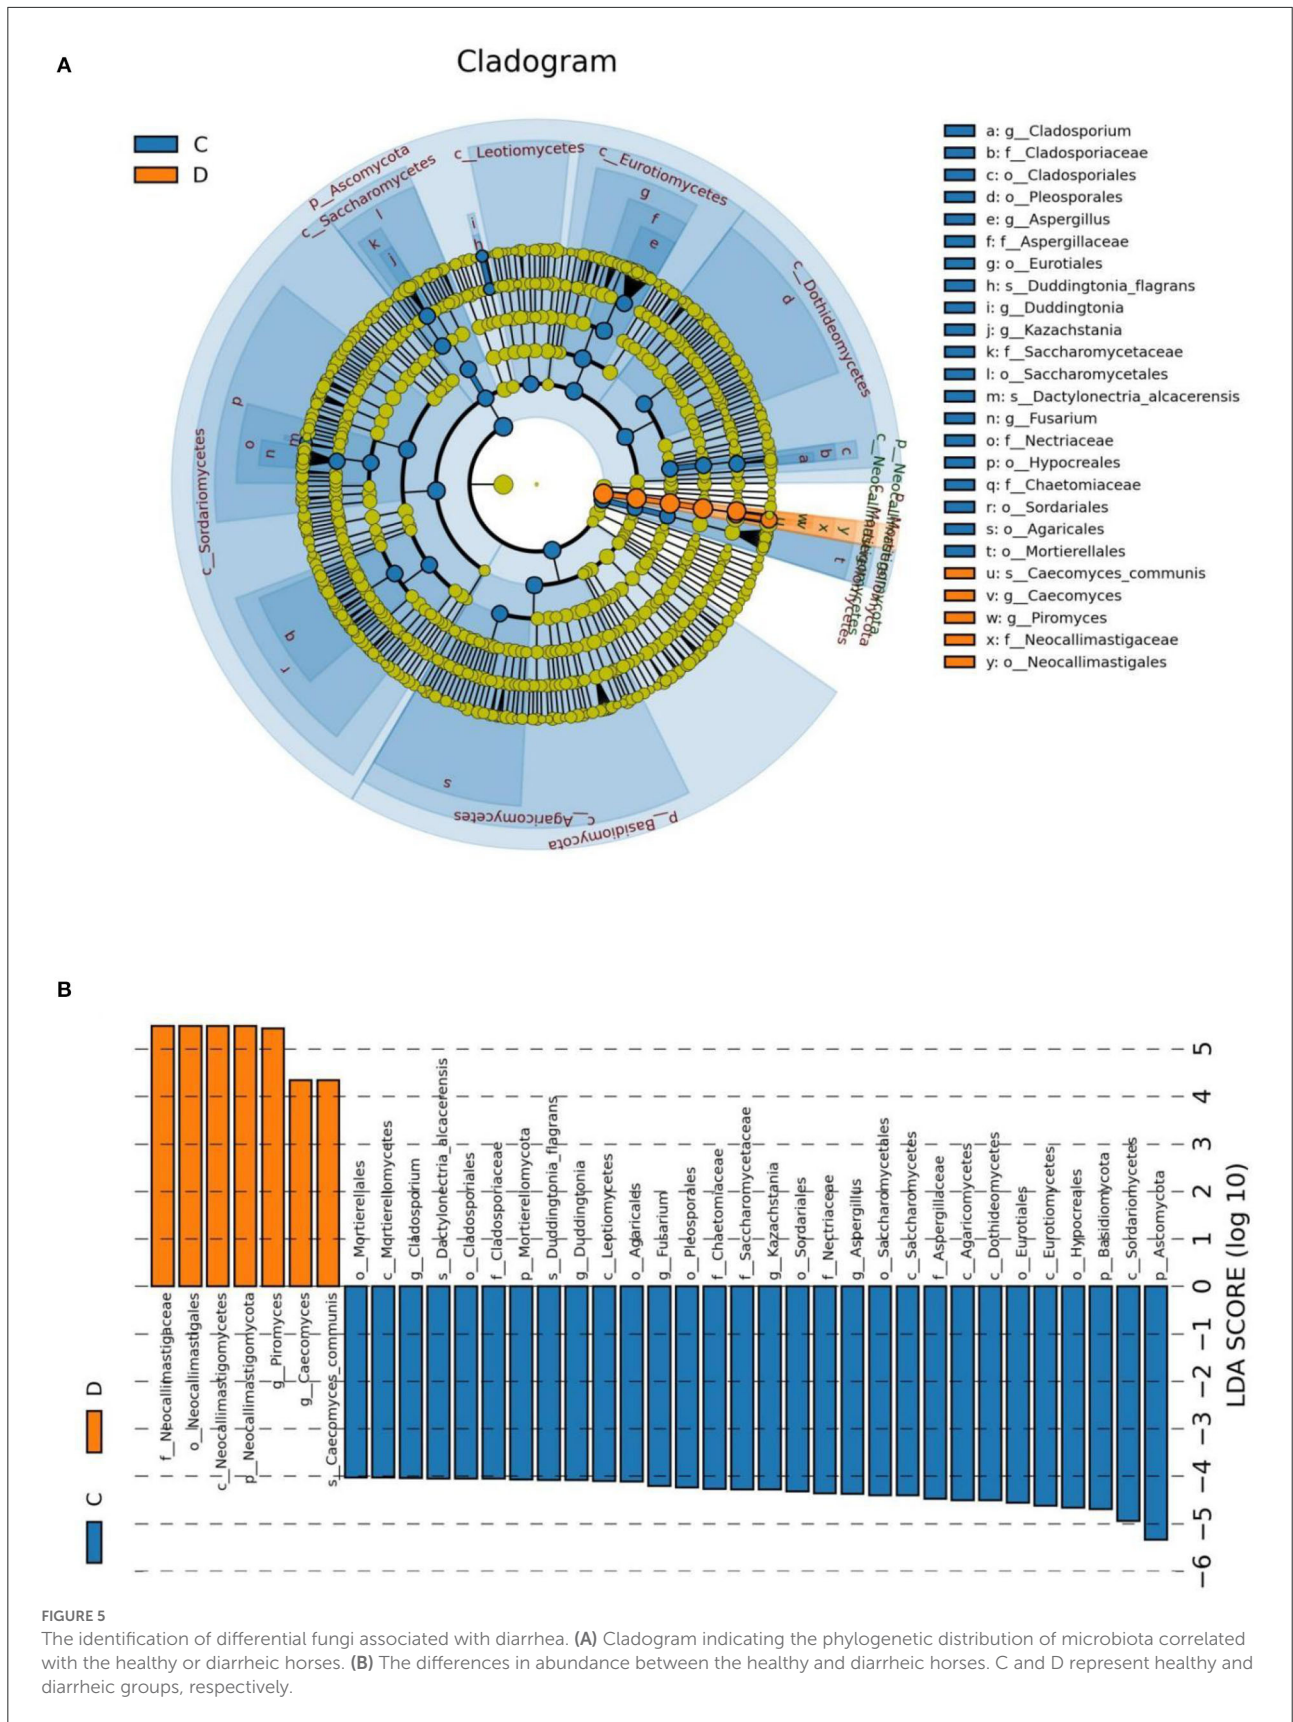 A
Cladogram
C
D
p__Ascomycota
c__Saccharomycetes
c__Leotiomycetes
c__Eurotiomycetes
c__Dothideomycetes
c__Sordariomycetes
c__Agaricomycetes
p__Basidiomycota
l
k
j
i
h
g
f
e
d
c
b
a
p
o
n
m
q
r
s
t
u
w
x
y
a: g__Cladosporium
b: f__Cladosporiaceae
c: o__Cladosporiales
d: o__Pleosporales
e: g__Aspergillus
f: f__Aspergillaceae
g: o__Eurotiales
h: s__Duddingtonia_flagrans
i: g__Duddingtonia
j: g__Kazachstania
k: f__Saccharomycetaceae
l: o__Saccharomycetales
m: s__Dactylonectria_alcacerensis
n: g__Fusarium
o: f__Nectriaceae
p: o__Hypocreales
q: f__Chaetomiaceae
r: o__Sordariales
s: o__Agaricales
t: o__Mortierellales
u: s__Caecomyces_communis
v: g__Caecomyces
w: g__Piromyces
x: f__Neocallimastigaceae
y: o__Neocallimastigales
B
C
D
f__Neocallimastigaceae
o__Neocallimastigales
c__Neocallimastigomycetes
p__Neocallimastigomycota
g__Piromyces
g__Caecomyces
s__Caecomyces_communis
o__Mortierellales
c__Mortierellomycetes
g__Cladosporium
s__Dactylonectria_alcacerensis
o__Cladosporiales
f__Cladosporiaceae
p__Mortierellomycota
s__Duddingtonia_flagrans
g__Duddingtonia
c__Leotiomycetes
o__Agaricales
g__Fusarium
o__Pleosporales
f__Chaetomiaceae
f__Saccharomycetaceae
g__Kazachstania
o__Sordariales
f__Nectriaceae
g__Aspergillus
o__Saccharomycetales
c__Saccharomycetes
f__Aspergillaceae
c__Agaricomycetes
c__Dothideomycetes
o__Eurotiales
c__Eurotiomycetes
o__Hypocreales
p__Basidiomycota
c__Sordariomycetes
p__Ascomycota
5
4
3
2
1
0
−1
−2
−3
−4
−5
−6
LDA SCORE (log 10)
FIGURE 5
The identification of differential fungi associated with diarrhea. (A) Cladogram indicating the phylogenetic distribution of microbiota correlated
with the healthy or diarrheic horses. (B) The differences in abundance between the healthy and diarrheic horses. C and D represent healthy and
diarrheic groups, respectively.